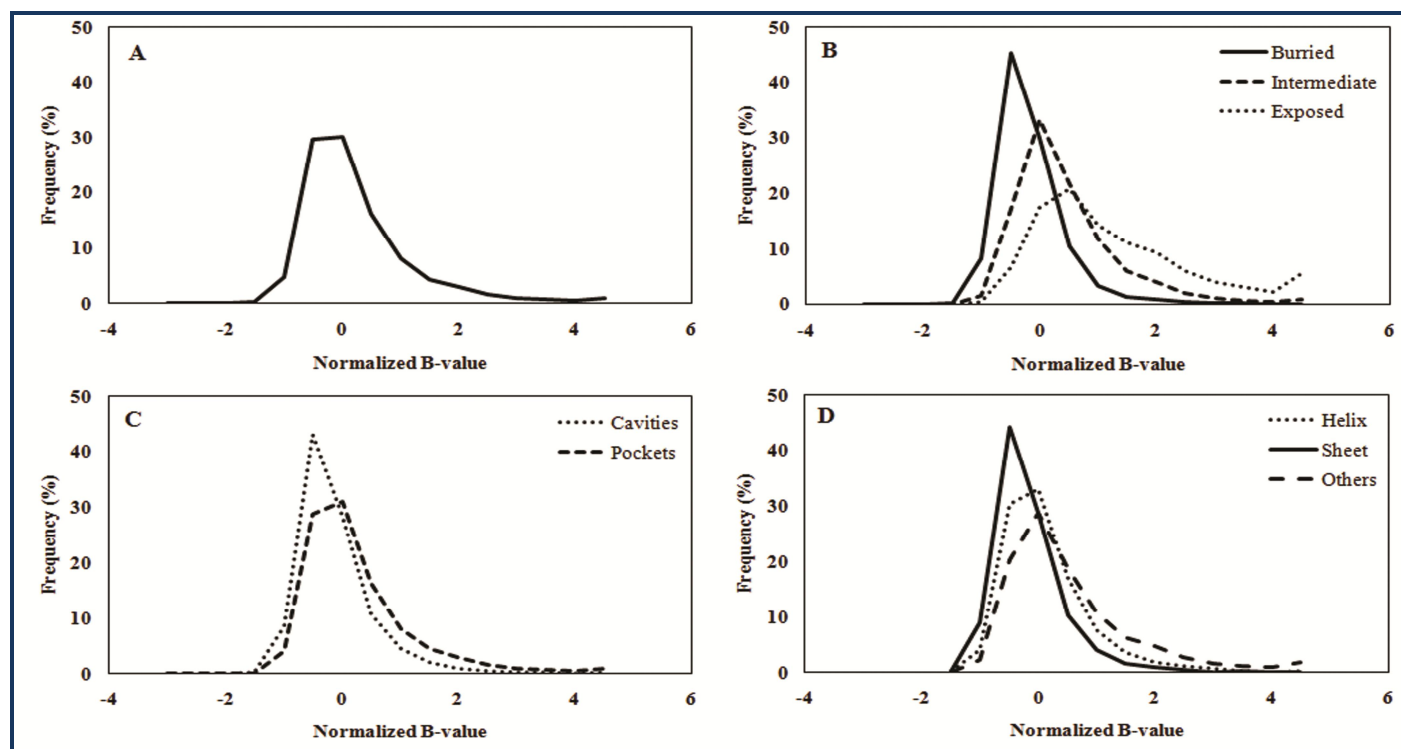 A
Frequency (%)
50
40
30
20
10
0
-4 -2 0 2 4 6
Normalized B-value
B
Burried
Intermediate
Exposed
Frequency (%)
50
40
30
20
10
0
-4 -2 0 2 4 6
Normalized B-value
C
Cavities
Pockets
Frequency (%)
50
40
30
20
10
0
-4 -2 0 2 4 6
Normalized B-value
D
Helix
Sheet
Others
Frequency (%)
50
40
30
20
10
0
-4 -2 0 2 4 6
Normalized B-value